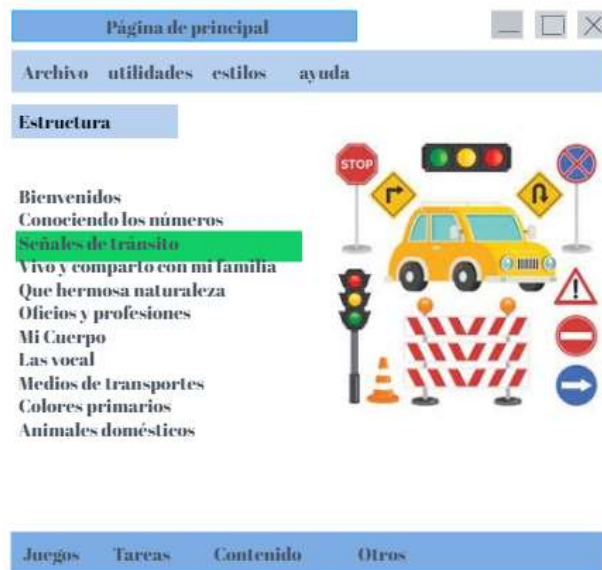 Página de principal
Archivo utilidades estilos ayuda
Estructura
STOP
Bienvenidos
Conociendo los números
Señales de tránsito
Vivo y comparto con mi familia
Que hermosa naturaleza
Oficios y profesiones
Mi Cuerpo
Las vocal
Medios de transportes
Colores primarios
Animales domésticos
Juegos Tareas Contenido Otros